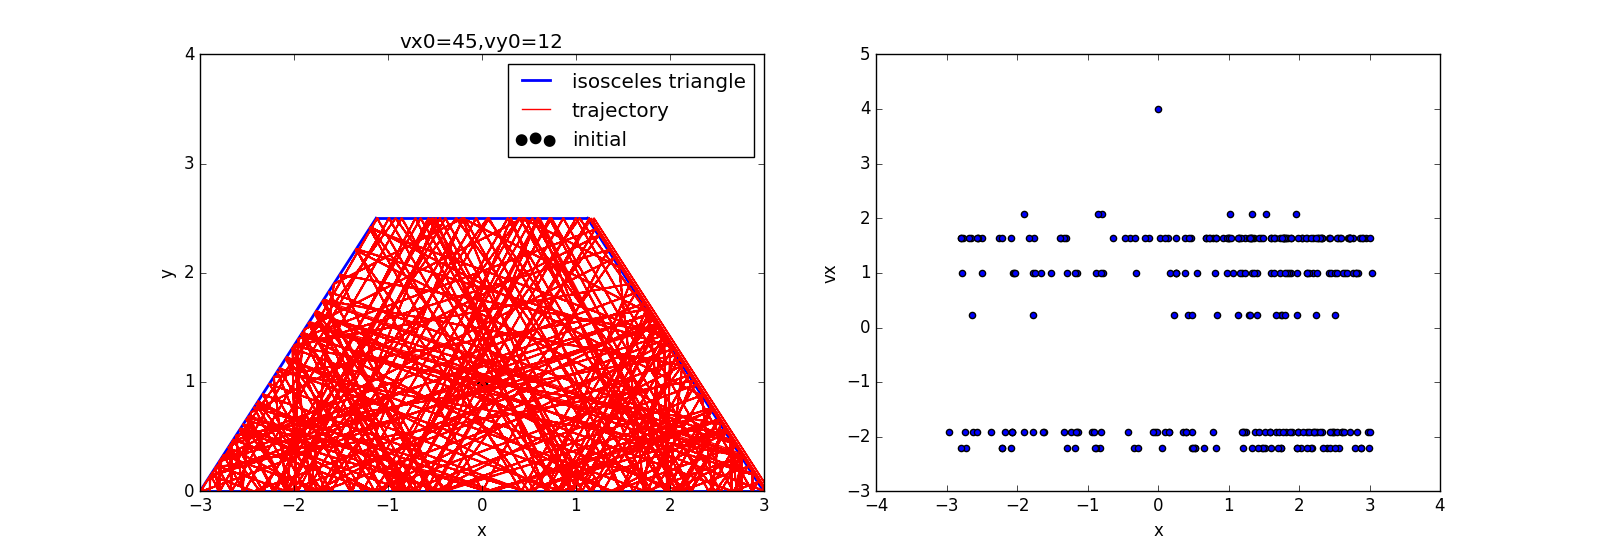 vx0=45,vy0=12
4
3
2
1
0
y
isosceles triangle
trajectory
initial
−3 −2 −1 0 1 2 3
x
5
4
3
2
1
0
−1
−2
−3
vx
−4 −3 −2 −1 0 1 2 3 4
x